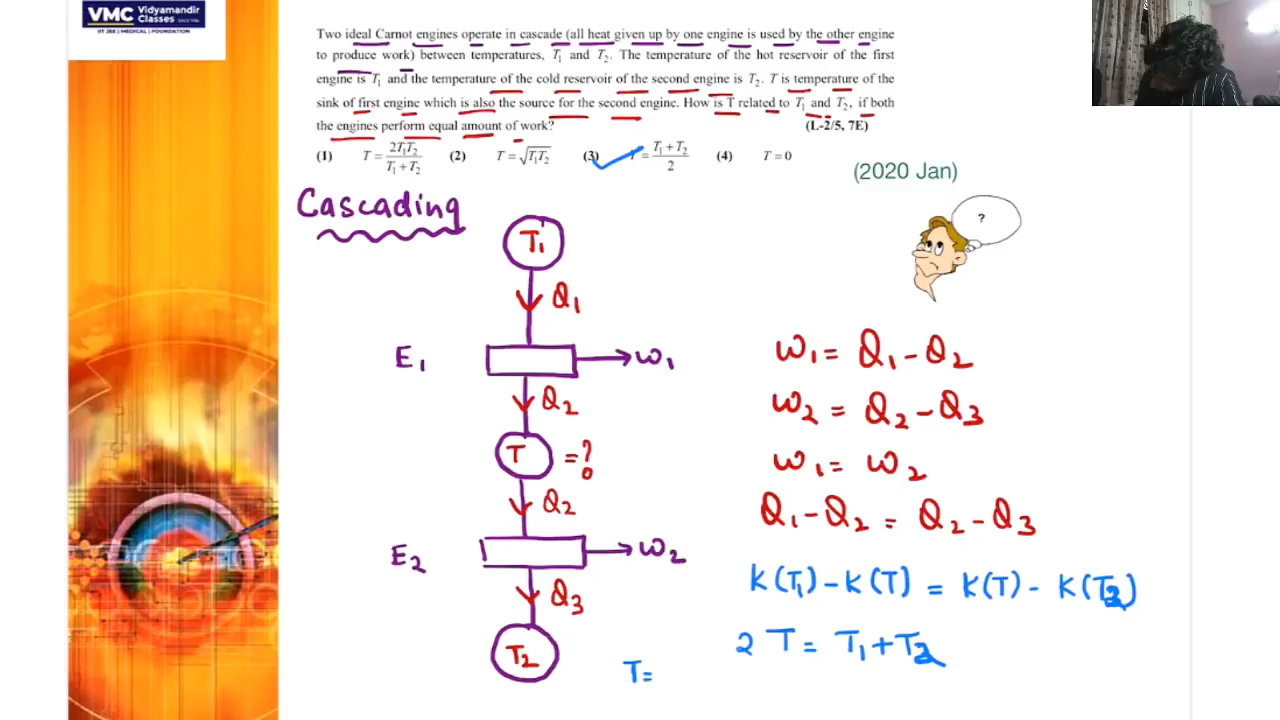 VMC Vidyamandir Classes SINCE 1986
IIT JEE | MEDICAL | FOUNDATION
Two ideal Carnot engines operate in cascade (all heat given up by one engine is used by the other engine
to produce work) between temperatures, T₁ and T₂. The temperature of the hot reservoir of the first
engine is T₁ and the temperature of the cold reservoir of the second engine is T₂. T is temperature of the
sink of first engine which is also the source for the second engine. How is T related to T₁ and T₂, if both
the engines perform equal amount of work? (L-2/5, 7E)
(1) T = 2T₁T₂ / T₁ + T₂ (2) T = √T₁T₂ (3) T = T₁ + T₂ / 2 (4) T = 0
(2020 Jan)
Cascading
?
T₁
Q₁
E₁ W₁
Q₂
T = ?
Q₂
E₂ W₂
Q₃
T₂
W₁ = Q₁ - Q₂
W₂ = Q₂ - Q₃
W₁ = W₂
Q₁ - Q₂ = Q₂ - Q₃
K(T₁) - K(T) = K(T) - K(T₂)
2 T = T₁ + T₂
T =